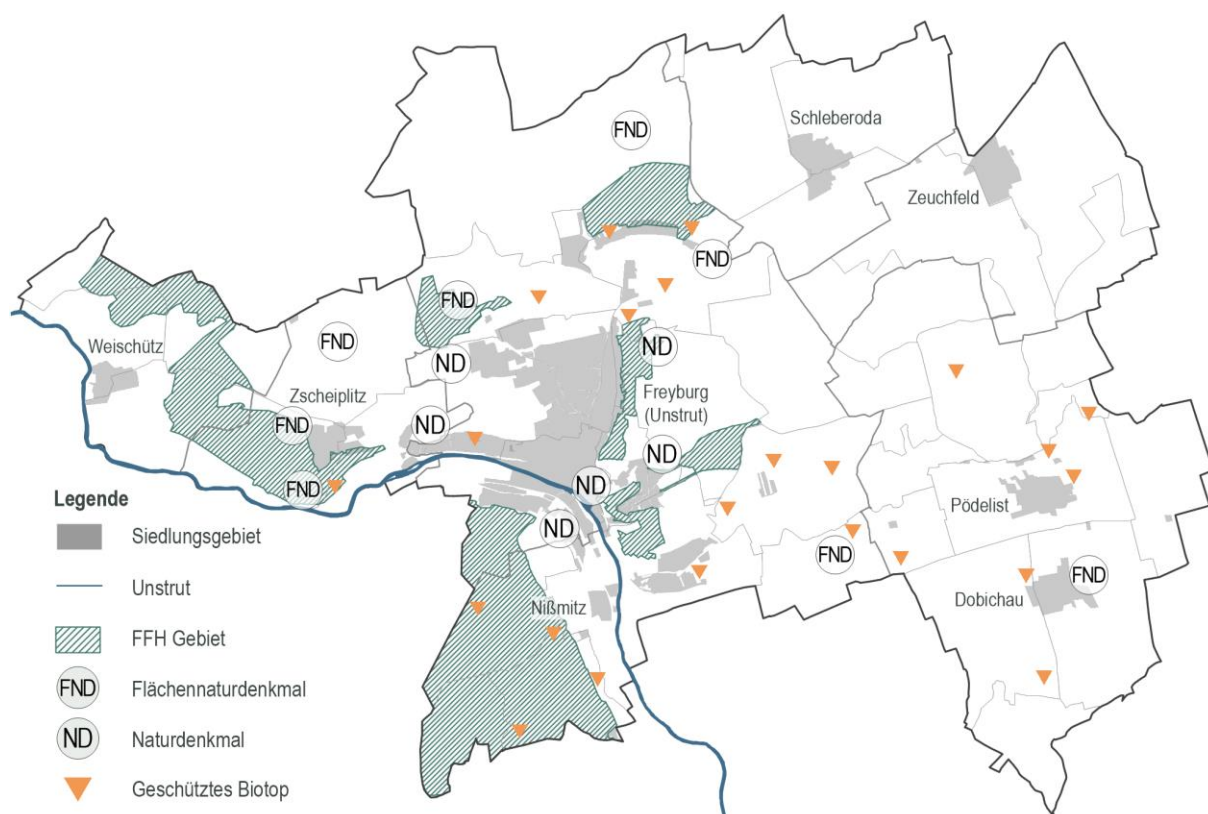 FND
Schleberoda
Zeuchfeld
FND
FND
FND
Weischütz
ND
ND
Zscheiplitz
Freyburg
(Unstrut)
FND
ND
ND
FND
ND
ND
Pödelist
FND
FND
Dobichau
Nißmitz
Legende
Siedlungsgebiet
Unstrut
FFH Gebiet
FND Flächennaturdenkmal
ND Naturdenkmal
Geschütztes Biotop